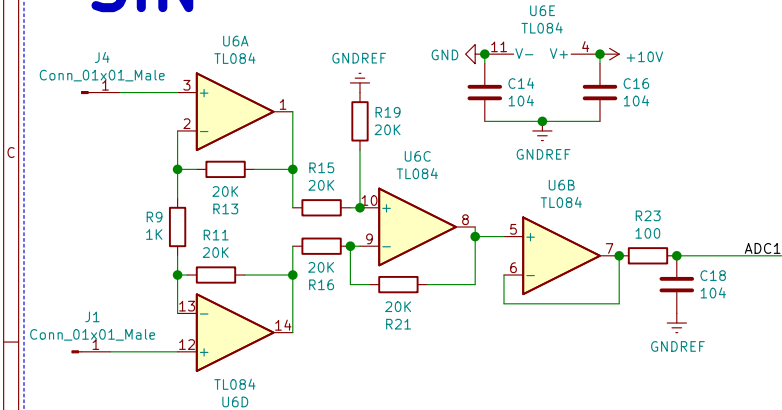 SIN
U6E
TL084
GND
11
V-
V+
4
+10V
C14
104
C16
104
GNDREF
J4
Conn_01x01_Male
1
U6A
TL084
3
+
2
-
1
GNDREF
R19
20K
20K
R13
R15
20K
U6C
TL084
10
+
9
-
8
C
R9
1K
R11
20K
20K
R16
20K
R21
U6B
TL084
5
+
6
-
7
R23
100
ADC1
C18
104
GNDREF
J1
Conn_01x01_Male
1
13
-
12
+
14
TL084
U6D